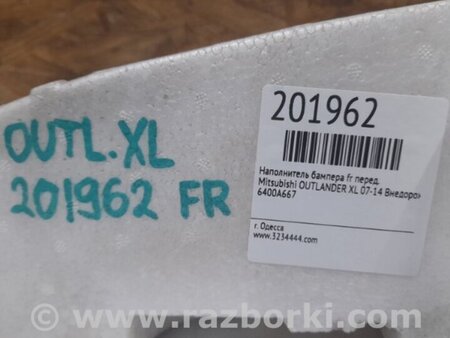 OUTL.XL
201962 FR
201962
Наполнитель бампера fr перед.
Mitsubishi OUTLANDER XL 07-14 Внедоро
6400A667
г. Одесса
www.3234444.com
www.razborki.com